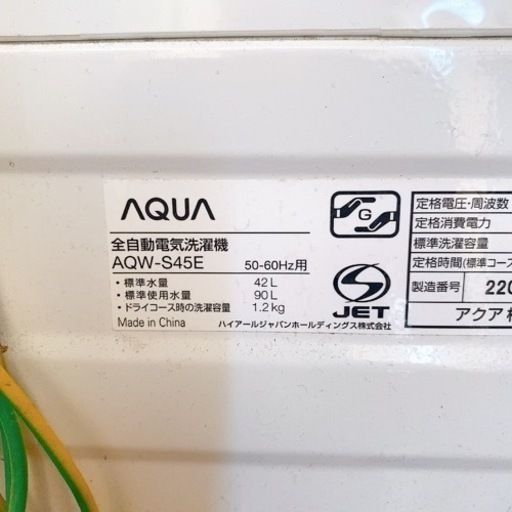 AQUA
全自動電気洗濯機
AQW-S45E 50-60Hz用
・標準水量 42L
・標準使用水量 90L
・ドライコース時の洗濯容量 1.2kg
Made in China ハイアールジャパンホールディングス株式会社
G
S
JET
定格電圧・周波数
定格消費電力
標準洗濯容量
定格時間(標準コース
製造番号 220
アクア